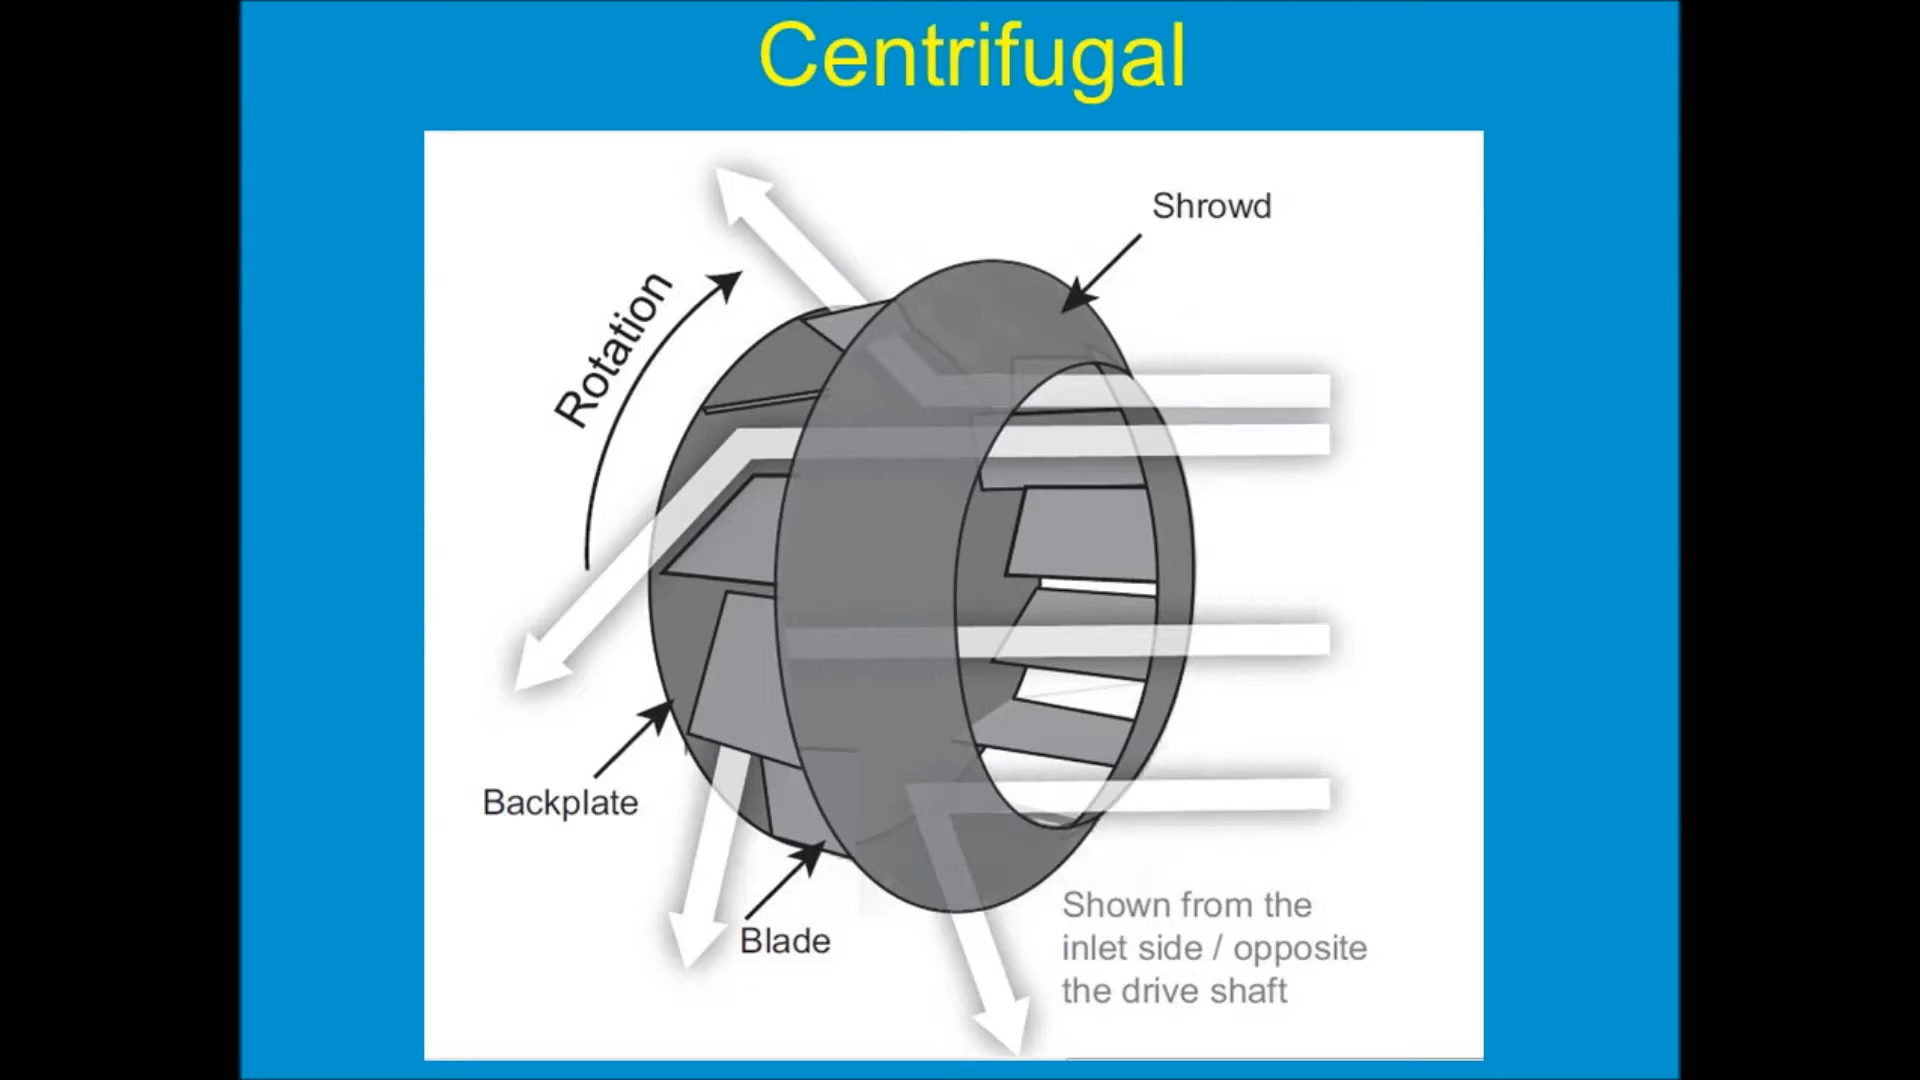 Centrifugal
Shrowd
Rotation
Backplate
Blade
Shown from the
inlet side / opposite
the drive shaft